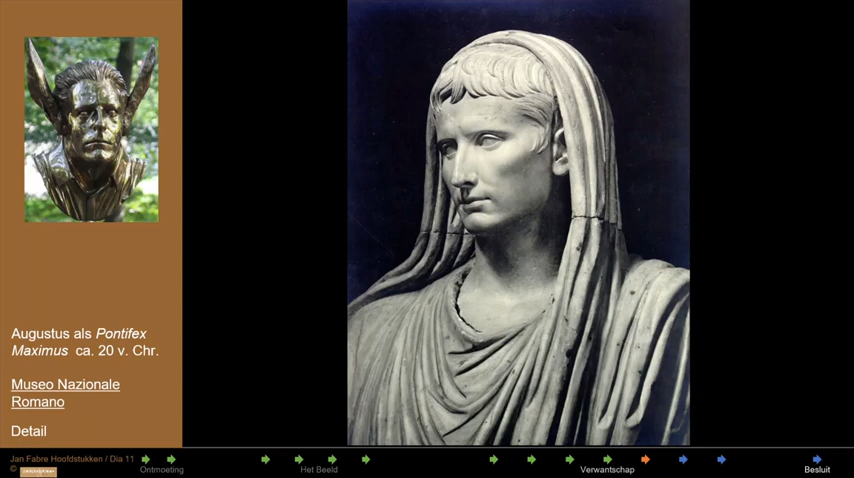 Augustus als Pontifex
Maximus ca. 20 v. Chr.
Museo Nazionale
Romano
Detail
Jan Fabre Hoofdstukken / Dia 11
©
Ontmoeting
Het Beeld
Verwantschap
Besluit